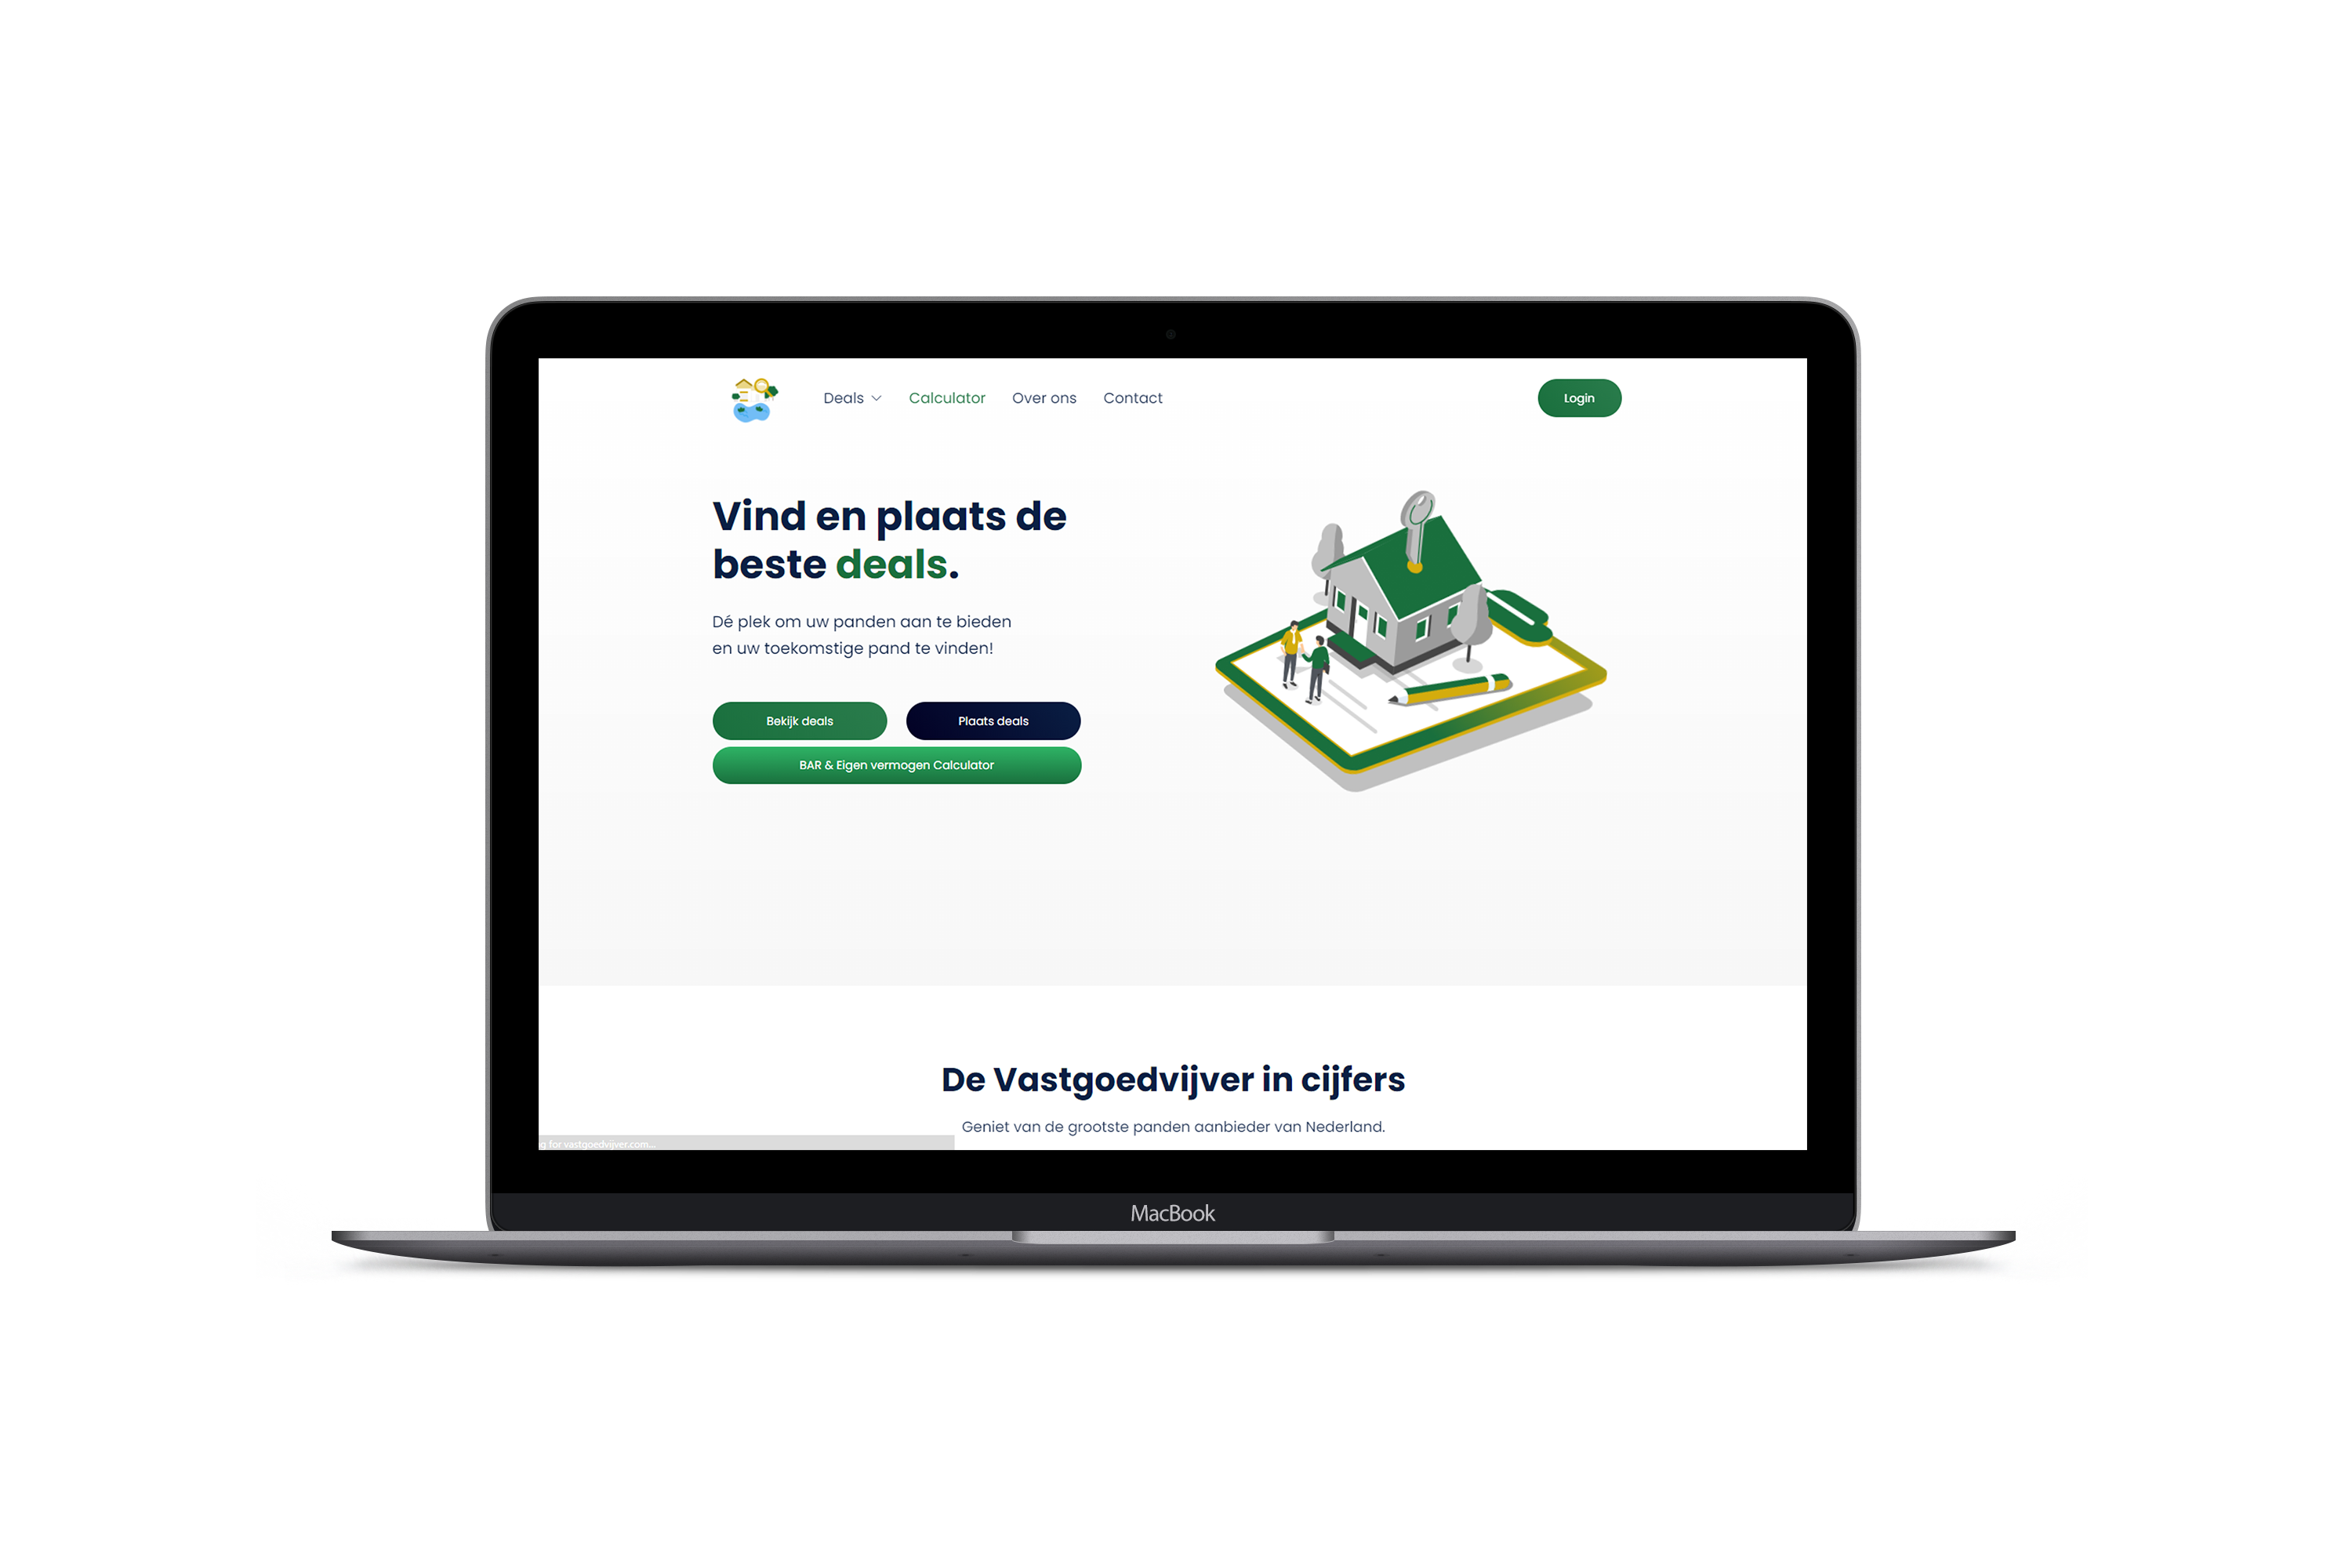 Deals
Calculator
Over ons
Contact
Login
Vind en plaats de
beste deals.
Dé plek om uw panden aan te bieden
en uw toekomstige pand te vinden!
Bekijk deals
Plaats deals
BAR & Eigen vermogen Calculator
De Vastgoedvijver in cijfers
Geniet van de grootste panden aanbieder van Nederland.
g for vastgoedvijver.com...
MacBook